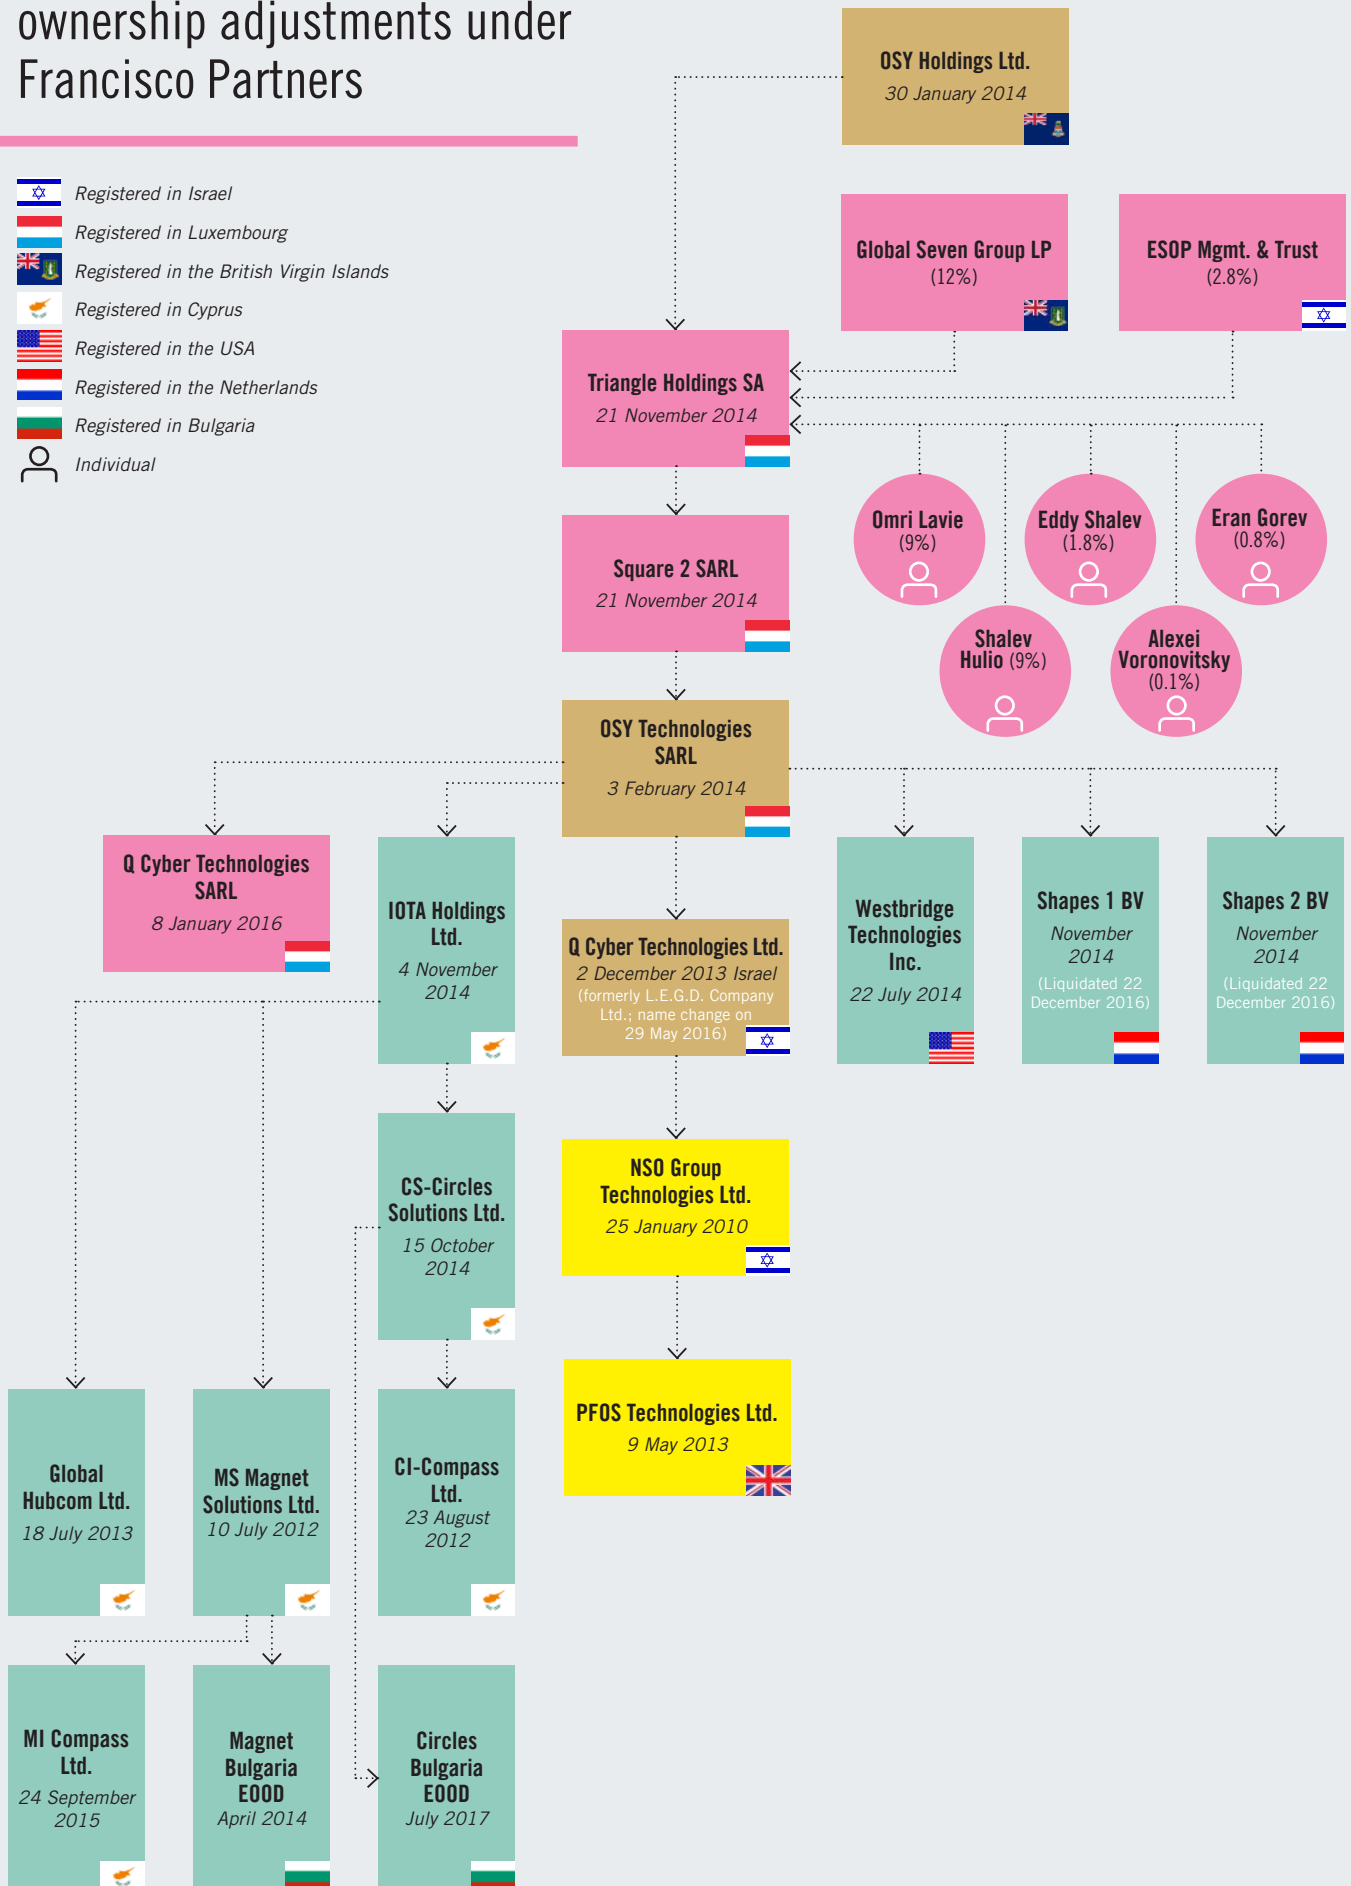 ownership adjustments under
Francisco Partners
Registered in Israel
Registered in Luxembourg
Registered in the British Virgin Islands
Registered in Cyprus
Registered in the USA
Registered in the Netherlands
Registered in Bulgaria
Individual
OSY Holdings Ltd.
30 January 2014
Global Seven Group LP
(12%)
ESOP Mgmt. & Trust
(2.8%)
Triangle Holdings SA
21 November 2014
Omri Lavie
(9%)
Eddy Shalev
(1.8%)
Eran Gorev
(0.8%)
Shalev
Hulio (9%)
Alexei
Voronovitsky
(0.1%)
Square 2 SARL
21 November 2014
OSY Technologies
SARL
3 February 2014
Q Cyber Technologies
SARL
8 January 2016
IOTA Holdings
Ltd.
4 November
2014
Q Cyber Technologies Ltd.
2 December 2013 Israel
(formerly L.E.G.D. Company
Ltd.; name change on
29 May 2016)
Westbridge
Technologies
Inc.
22 July 2014
Shapes 1 BV
November
2014
(Liquidated 22
December 2016)
Shapes 2 BV
November
2014
(Liquidated 22
December 2016)
CS-Circles
Solutions Ltd.
15 October
2014
NSO Group
Technologies Ltd.
25 January 2010
PFOS Technologies Ltd.
9 May 2013
Global
Hubcom Ltd.
18 July 2013
MS Magnet
Solutions Ltd.
10 July 2012
CI-Compass
Ltd.
23 August
2012
MI Compass
Ltd.
24 September
2015
Magnet
Bulgaria
EOOD
April 2014
Circles
Bulgaria
EOOD
July 2017